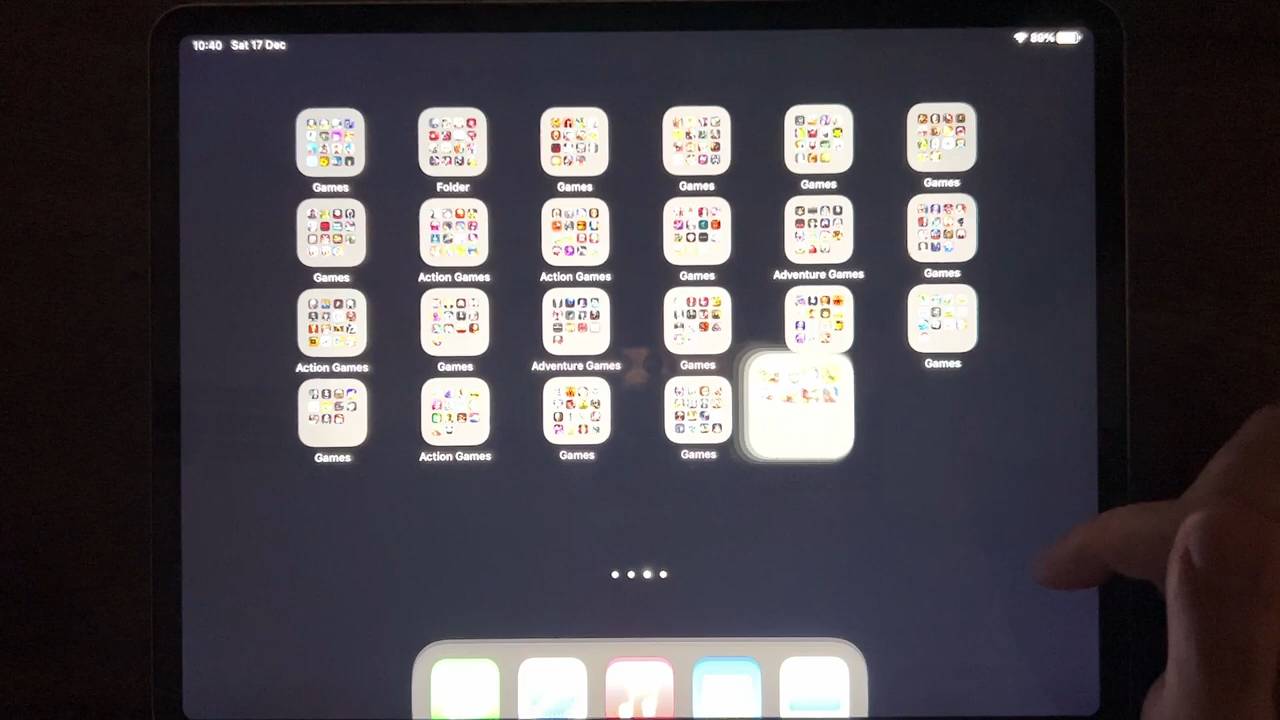 10:40 Sat 17 Dec
89%
Games Folder Games Games Games Games
Games Action Games Action Games Games Adventure Games Games
Action Games Games Adventure Games Games Games
Games Action Games Games Games